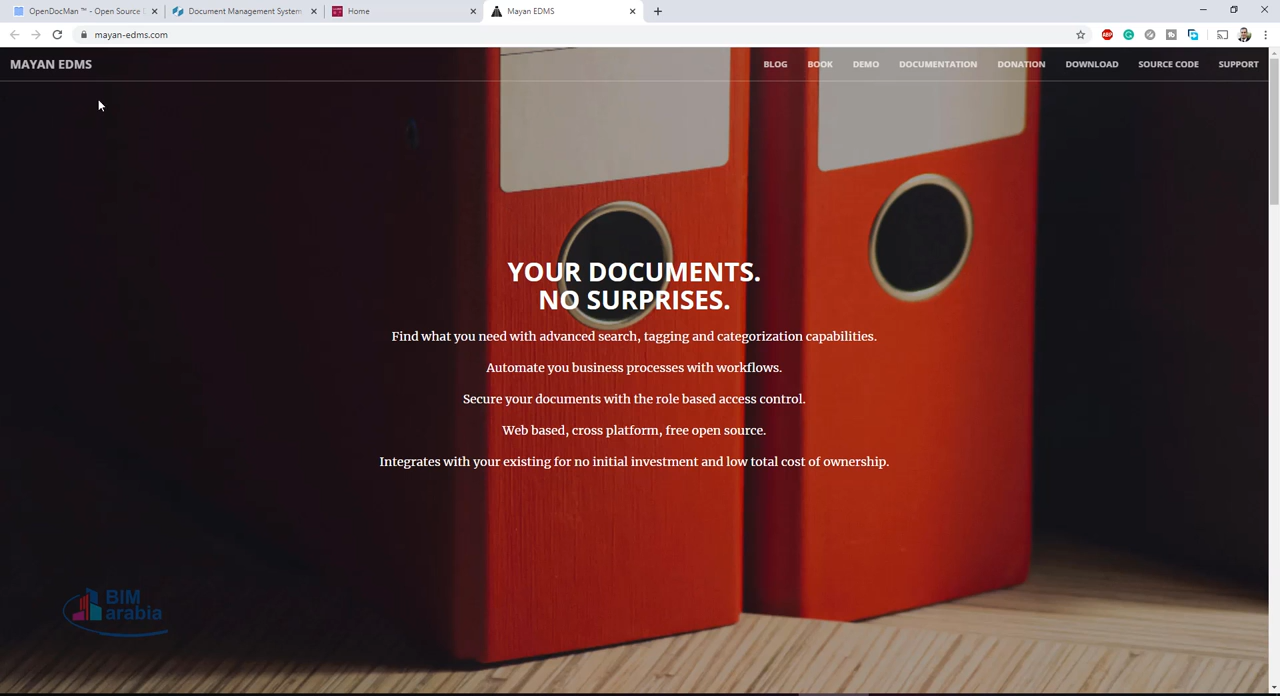 OpenDocMan ™ - Open Source
Document Management System
Home
Mayan EDMS
mayan-edms.com
ABP
MAYAN EDMS
BLOG
BOOK
DEMO
DOCUMENTATION
DONATION
DOWNLOAD
SOURCE CODE
SUPPORT
YOUR DOCUMENTS.
NO SURPRISES.
Find what you need with advanced search, tagging and categorization capabilities.
Automate you business processes with workflows.
Secure your documents with the role based access control.
Web based, cross platform, free open source.
Integrates with your existing for no initial investment and low total cost of ownership.
BIM
arabia